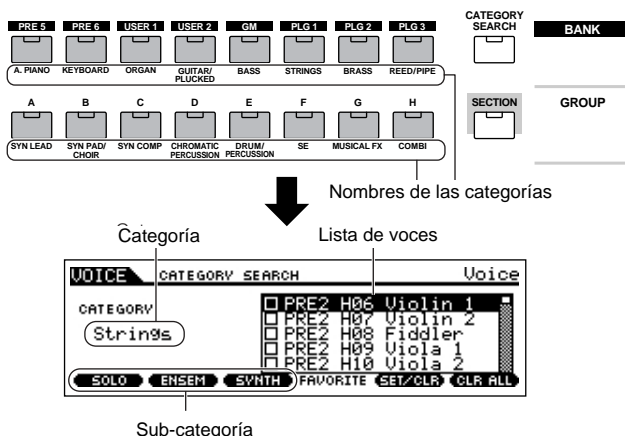 PRE 5 PRE 6 USER 1 USER 2 GM PLG 1 PLG 2 PLG 3
CATEGORY SEARCH
BANK
A. PIANO KEYBOARD ORGAN GUITAR/ PLUCKED BASS STRINGS BRASS REED/PIPE
A B C D E F G H
SECTION
GROUP
SYN LEAD SYN PAD/ CHOIR SYN COMP CHROMATIC PERCUSSION DRUM/ PERCUSSION SE MUSICAL FX COMBI
Nombres de las categorías
Categoría
Lista de voces
VOICE CATEGORY SEARCH Voice
CATEGORY
Strings
PRE2 H06 Violin 1
PRE2 H07 Violin 2
PRE2 H08 Fiddler
PRE2 H09 Viola 1
PRE2 H10 Viola 2
SOLO ENSEM SYNTH FAVORITE SET/CLR CLR ALL
Sub-categoría